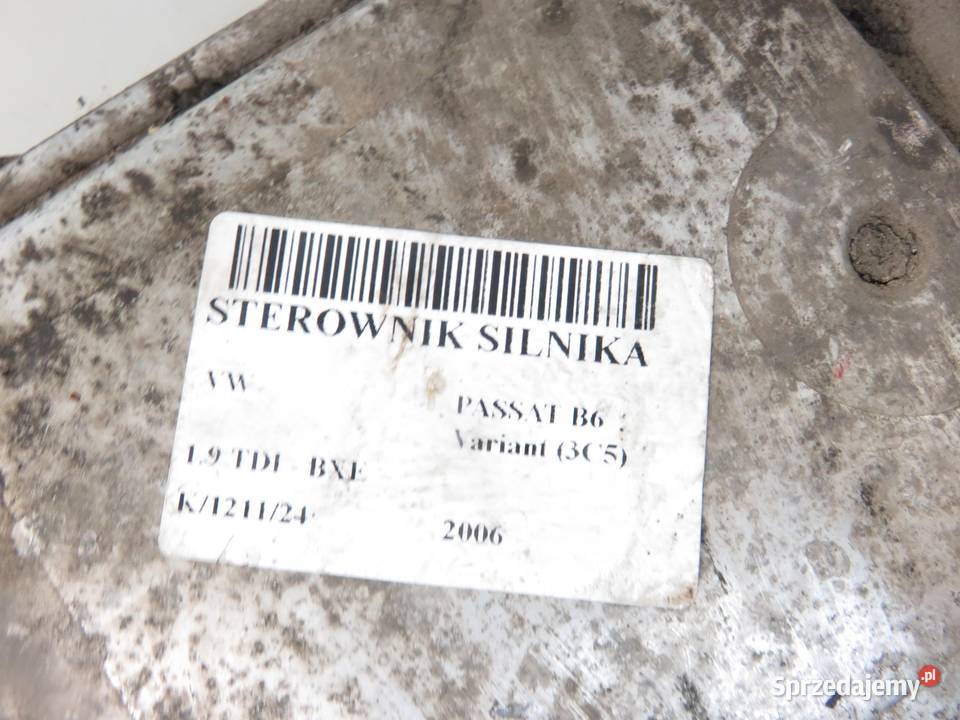 STEROWNIK SILNIKA
VW
PASSAT B6
Variant (3C5)
1.9 TDI BXE
K/1211/24
2006
Sprzedajemy.pl